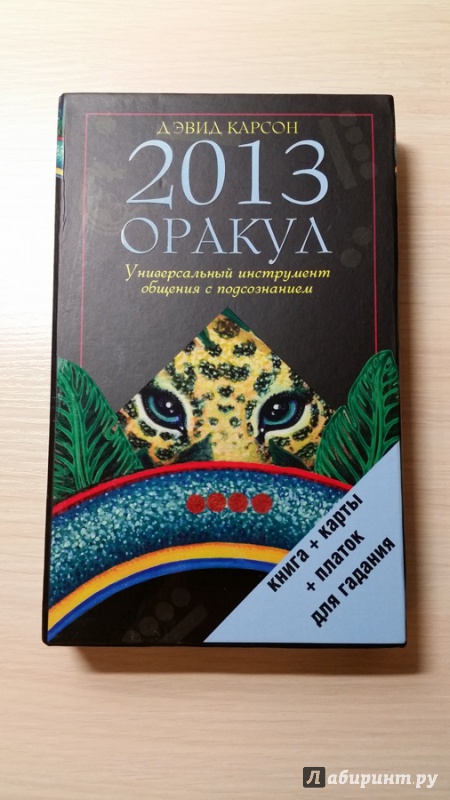 ДЭВИД КАРСОН
2013
ОРАКУЛ
Универсальный инструмент
общения с подсознанием
книга + карты
+ платок
для гадания
Лабиринт.ру